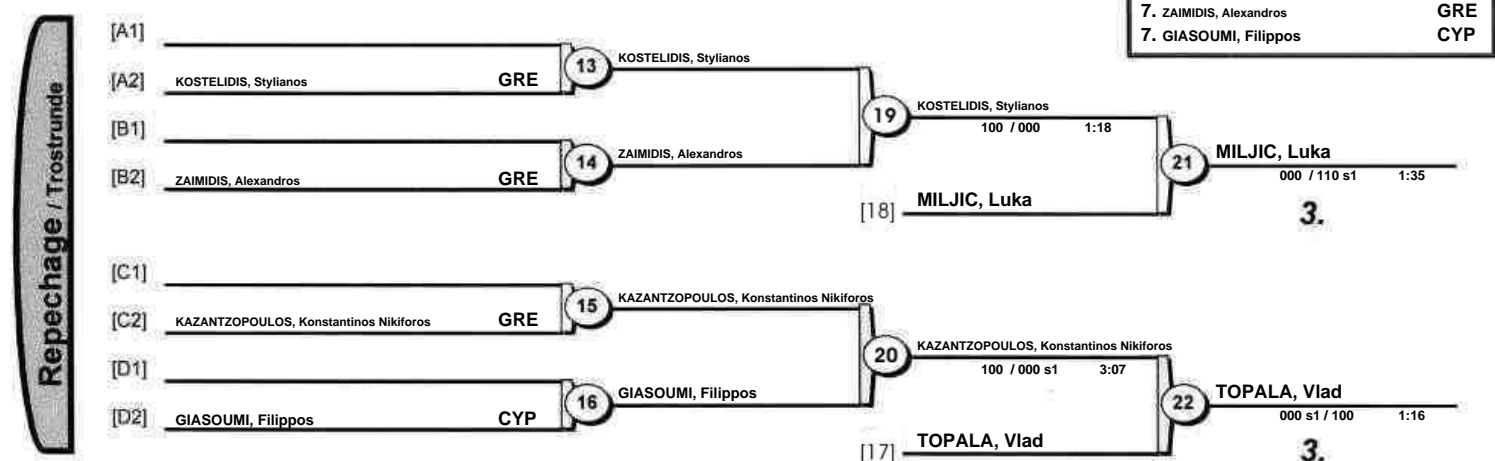 7. ZAIMIDIS, Alexandros GRE
7. GIASOUMI, Filippos CYP
Repechage / Trostrunde
[A1]
[A2] KOSTELIDIS, Stylianos GRE
13 KOSTELIDIS, Stylianos
[B1]
[B2] ZAIMIDIS, Alexandros GRE
14 ZAIMIDIS, Alexandros
19 KOSTELIDIS, Stylianos
100 / 000 1:18
[18] MILJIC, Luka
21 MILJIC, Luka
000 / 110 s1 1:35
3.
[C1]
[C2] KAZANTZOPOULOS, Konstantinos Nikiforos GRE
15 KAZANTZOPOULOS, Konstantinos Nikiforos
[D1]
[D2] GIASOUMI, Filippos CYP
16 GIASOUMI, Filippos
20 KAZANTZOPOULOS, Konstantinos Nikiforos
100 / 000 s1 3:07
[17] TOPALA, Vlad
22 TOPALA, Vlad
000 s1 / 100 1:16
3.